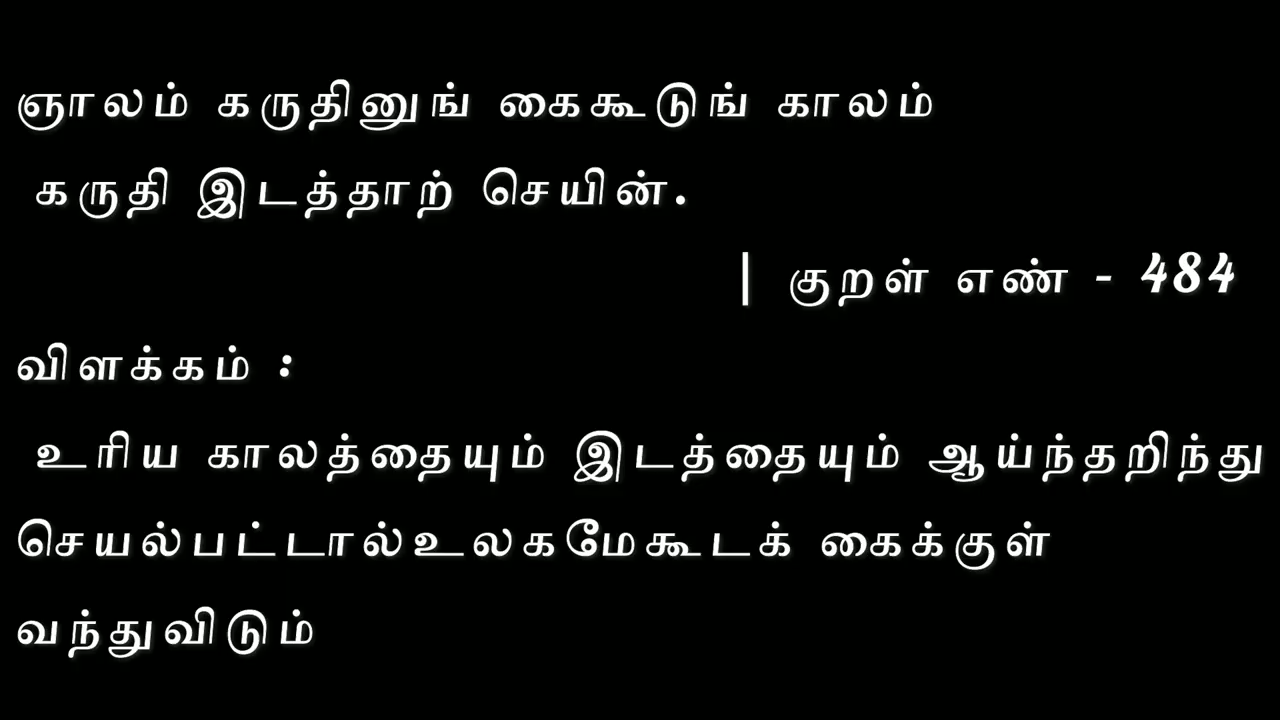 ஞாலம் கருதினுங் கைகூடுங் காலம்
கருதி இடத்தாற் செயின்.
| குறள் எண் - 484
விளக்கம் :
உரிய காலத்தையும் இடத்தையும் ஆய்ந்தறிந்து
செயல்பட்டால்உலகமேகூடக் கைக்குள்
வந்துவிடும்